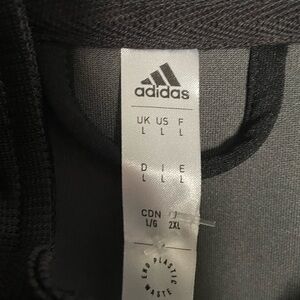 adidas
UK US F
L L L
D I E
L L L
CDN J
L/G 2XL
END PLASTIC WASTE